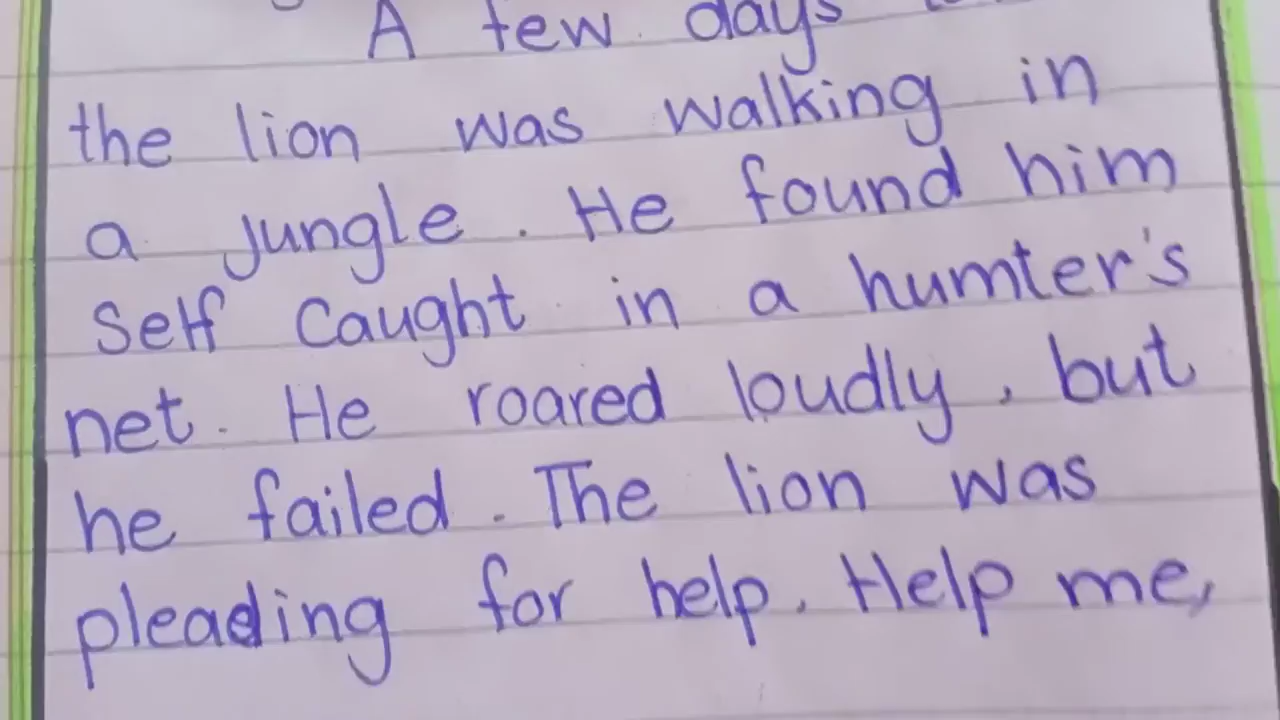 A few days
the lion was walking in
a jungle. He found him
Self Caught in a humter's
net. He roared loudly, but
he failed. The lion was
pleading for help. Help me,